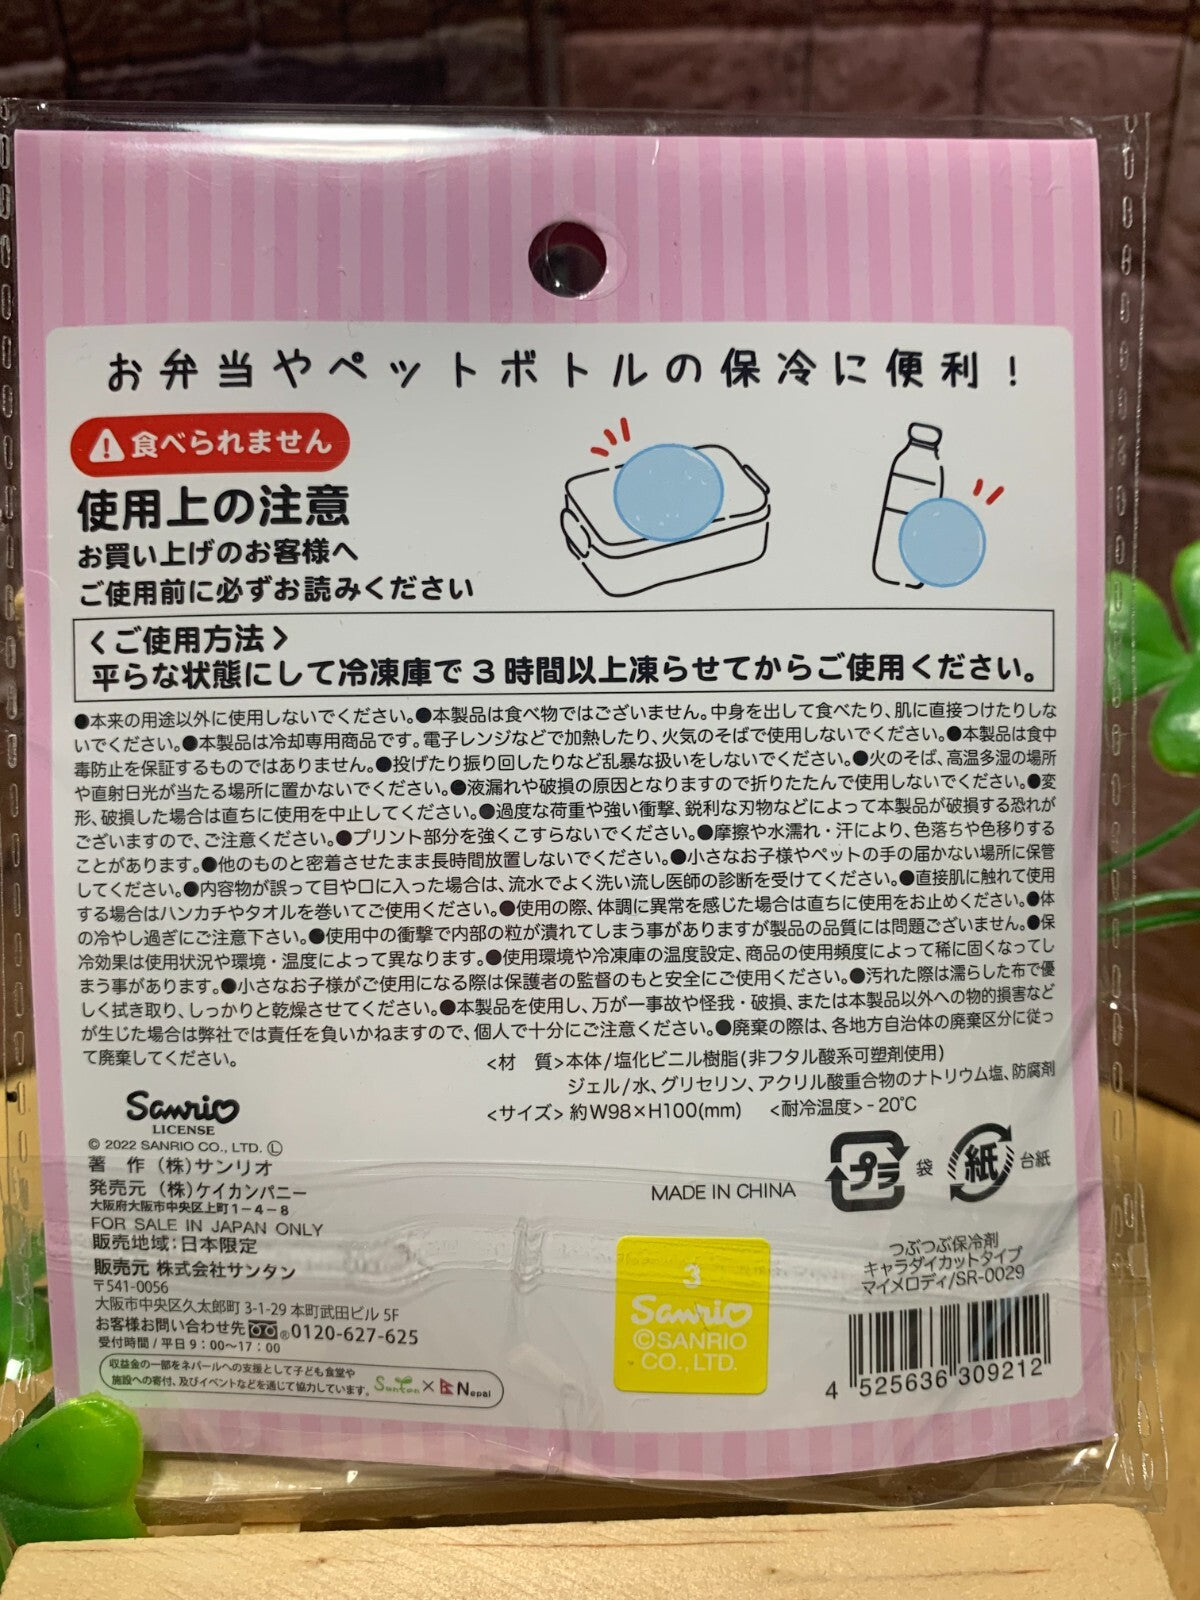 お弁当やペットボトルの保冷に便利！
食べられません
使用上の注意
お買い上げのお客様へ
ご使用前に必ずお読みください
〈ご使用方法〉
平らな状態にして冷凍庫で3時間以上凍らせてからご使用ください。
●本来の用途以外に使用しないでください。●本製品は食べ物ではございません。中身を出して食べたり、肌に直接つけたりしな
いでください。●本製品は冷却専用商品です。電子レンジなどで加熱したり、火気のそばで使用しないでください。●本製品は食中
毒防止を保証するものではありません。●投げたり振り回したりなど乱暴な扱いをしないでください。●火のそば、高温多湿の場所
や直射日光が当たる場所に置かないでください。●液漏れや破損の原因となりますので折りたたんで使用しないでください。●変
形、破損した場合は直ちに使用を中止してください。●過度な荷重や強い衝撃、鋭利な刃物などによって本製品が破損する恐れが
ございますので、ご注意ください。●プリント部分を強くこすらないでください。●摩擦や水濡れ・汗により、色落ちや色移りする
ことがあります。●他のものと密着させたまま長時間放置しないでください。●小さなお子様やペットの手の届かない場所に保管
してください。●内容物が誤って目や口に入った場合は、流水でよく洗い流し医師の診断を受けてください。●直接肌に触れて使用
する場合はハンカチやタオルを巻いてご使用ください。●使用の際、体調に異常を感じた場合は直ちに使用をお止めください。●体
の冷やし過ぎにご注意下さい。●使用中の衝撃で内部の粒が潰れてしまう事がありますが製品の品質には問題ございません。●保
冷効果は使用状況や環境・温度によって異なります。●使用環境や冷凍庫の温度設定、商品の使用頻度によって稀に固くなってし
まう事があります。●小さなお子様がご使用になる際は保護者の監督のもと安全にご使用ください。●汚れた際は濡らした布で優
しく拭き取り、しっかりと乾燥させてください。●本製品を使用し、万が一事故や怪我・破損、または本製品以外への物的損害など
が生じた場合は弊社では責任を負いかねますので、個人で十分にご注意ください。●廃棄の際は、各地方自治体の廃棄区分に従っ
て廃棄してください。
<材 質>本体/塩化ビニル樹脂(非フタル酸系可塑剤使用)
ジェル/水、グリセリン、アクリル酸重合物のナトリウム塩、防腐剤
<サイズ>約W98×H100(mm) <耐冷温度>-20℃
Sanrio
LICENSE
© 2022 SANRIO CO., LTD. Ⓛ
著 作 (株)サンリオ
発売元 (株)ケイカンパニー
大阪府大阪市中央区上町1-4-8
FOR SALE IN JAPAN ONLY
販売地域：日本限定
販売元 株式会社サンタン
〒541-0056
大阪市中央区久太郎町 3-1-29 本町武田ビル 5F
お客様お問い合わせ先 ®0120-627-625
受付時間/平日9：00〜17：00
収益金の一部をネパールへの支援として子ども食堂や
施設への寄付、及びイベントなどを通じて協力しています。
Suntan × Nepal
MADE IN CHINA
プラ 袋 紙 台紙
3
Sanrio
©SANRIO
CO.,LTD.
つぶつぶ保冷剤
キャラダイカットタイプ
マイメロディ/SR-0029
4 525636 309212